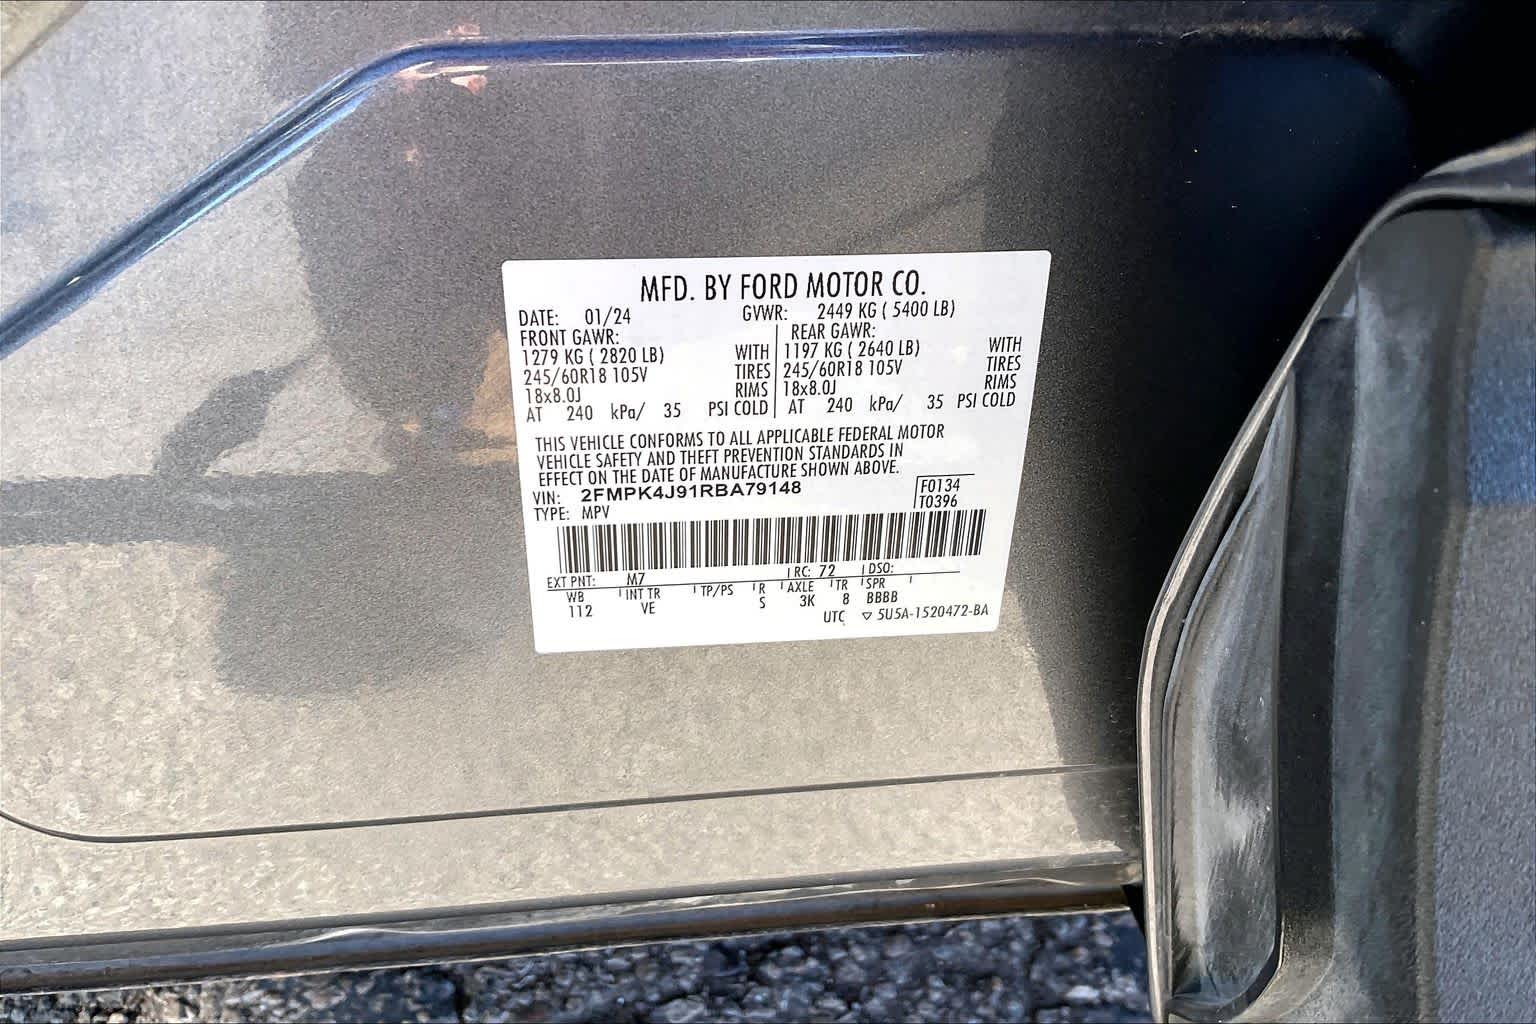 MFD. BY FORD MOTOR CO.
DATE: 01/24 GVWR: 2449 KG ( 5400 LB)
FRONT GAWR: REAR GAWR:
1279 KG ( 2820 LB) WITH 1197 KG ( 2640 LB) WITH
245/60R18 105V TIRES 245/60R18 105V TIRES
18x8.0J RIMS 18x8.0J RIMS
AT 240 kPa/ 35 PSI COLD AT 240 kPa/ 35 PSI COLD
THIS VEHICLE CONFORMS TO ALL APPLICABLE FEDERAL MOTOR
VEHICLE SAFETY AND THEFT PREVENTION STANDARDS IN
EFFECT ON THE DATE OF MANUFACTURE SHOWN ABOVE.
VIN: 2FMPK4J91RBA79148 F0134
TYPE: MPV T0396
EXT PNT: M7 RC: 72 DSO:
WB INT TR TP/PS R AXLE TR SPR
112 VE S 3K 8 BBBB
UTC ▽ 5U5A-1520472-BA